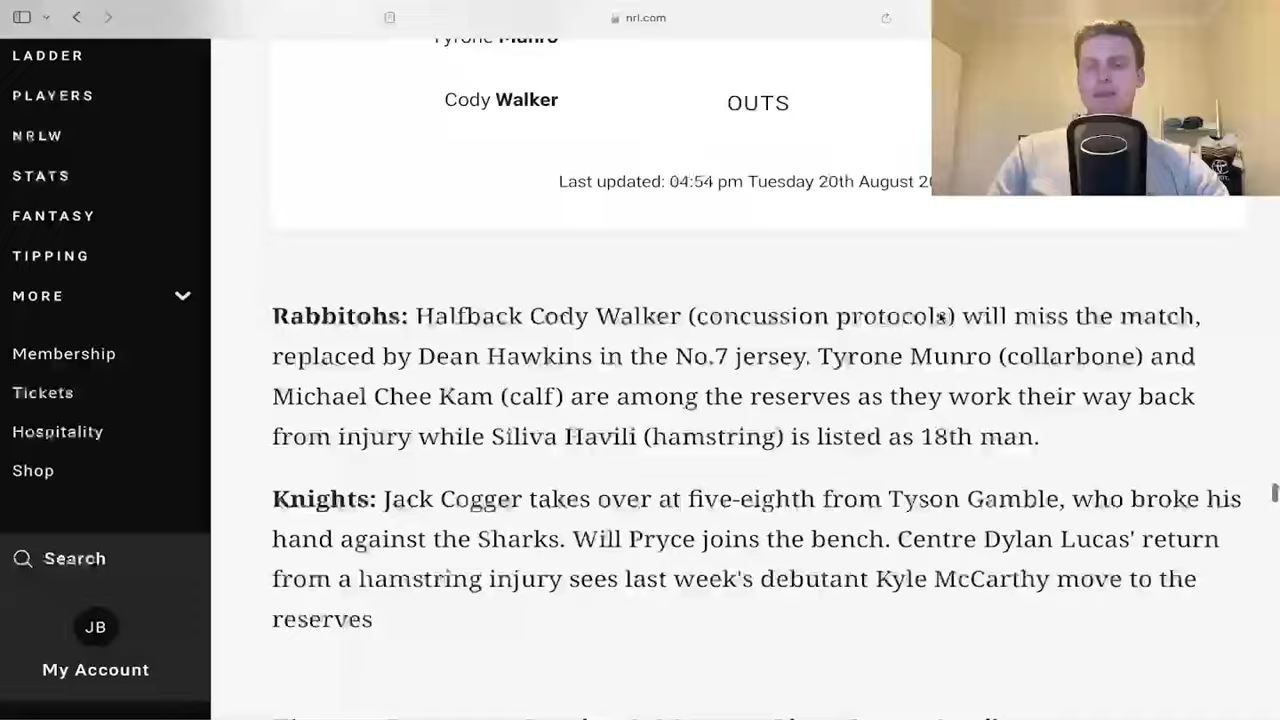 nrl.com
LADDER
PLAYERS
NRLW
STATS
FANTASY
TIPPING
MORE
Membership
Tickets
Hospitality
Shop
Search
JB
My Account
Tyrone Munro
Cody Walker
OUTS
Last updated: 04:54 pm Tuesday 20th August
Rabbitohs: Halfback Cody Walker (concussion protocols) will miss the match,
replaced by Dean Hawkins in the No.7 jersey. Tyrone Munro (collarbone) and
Michael Chee Kam (calf) are among the reserves as they work their way back
from injury while Siliva Havili (hamstring) is listed as 18th man.
Knights: Jack Cogger takes over at five-eighth from Tyson Gamble, who broke his
hand against the Sharks. Will Pryce joins the bench. Centre Dylan Lucas' return
from a hamstring injury sees last week's debutant Kyle McCarthy move to the
reserves